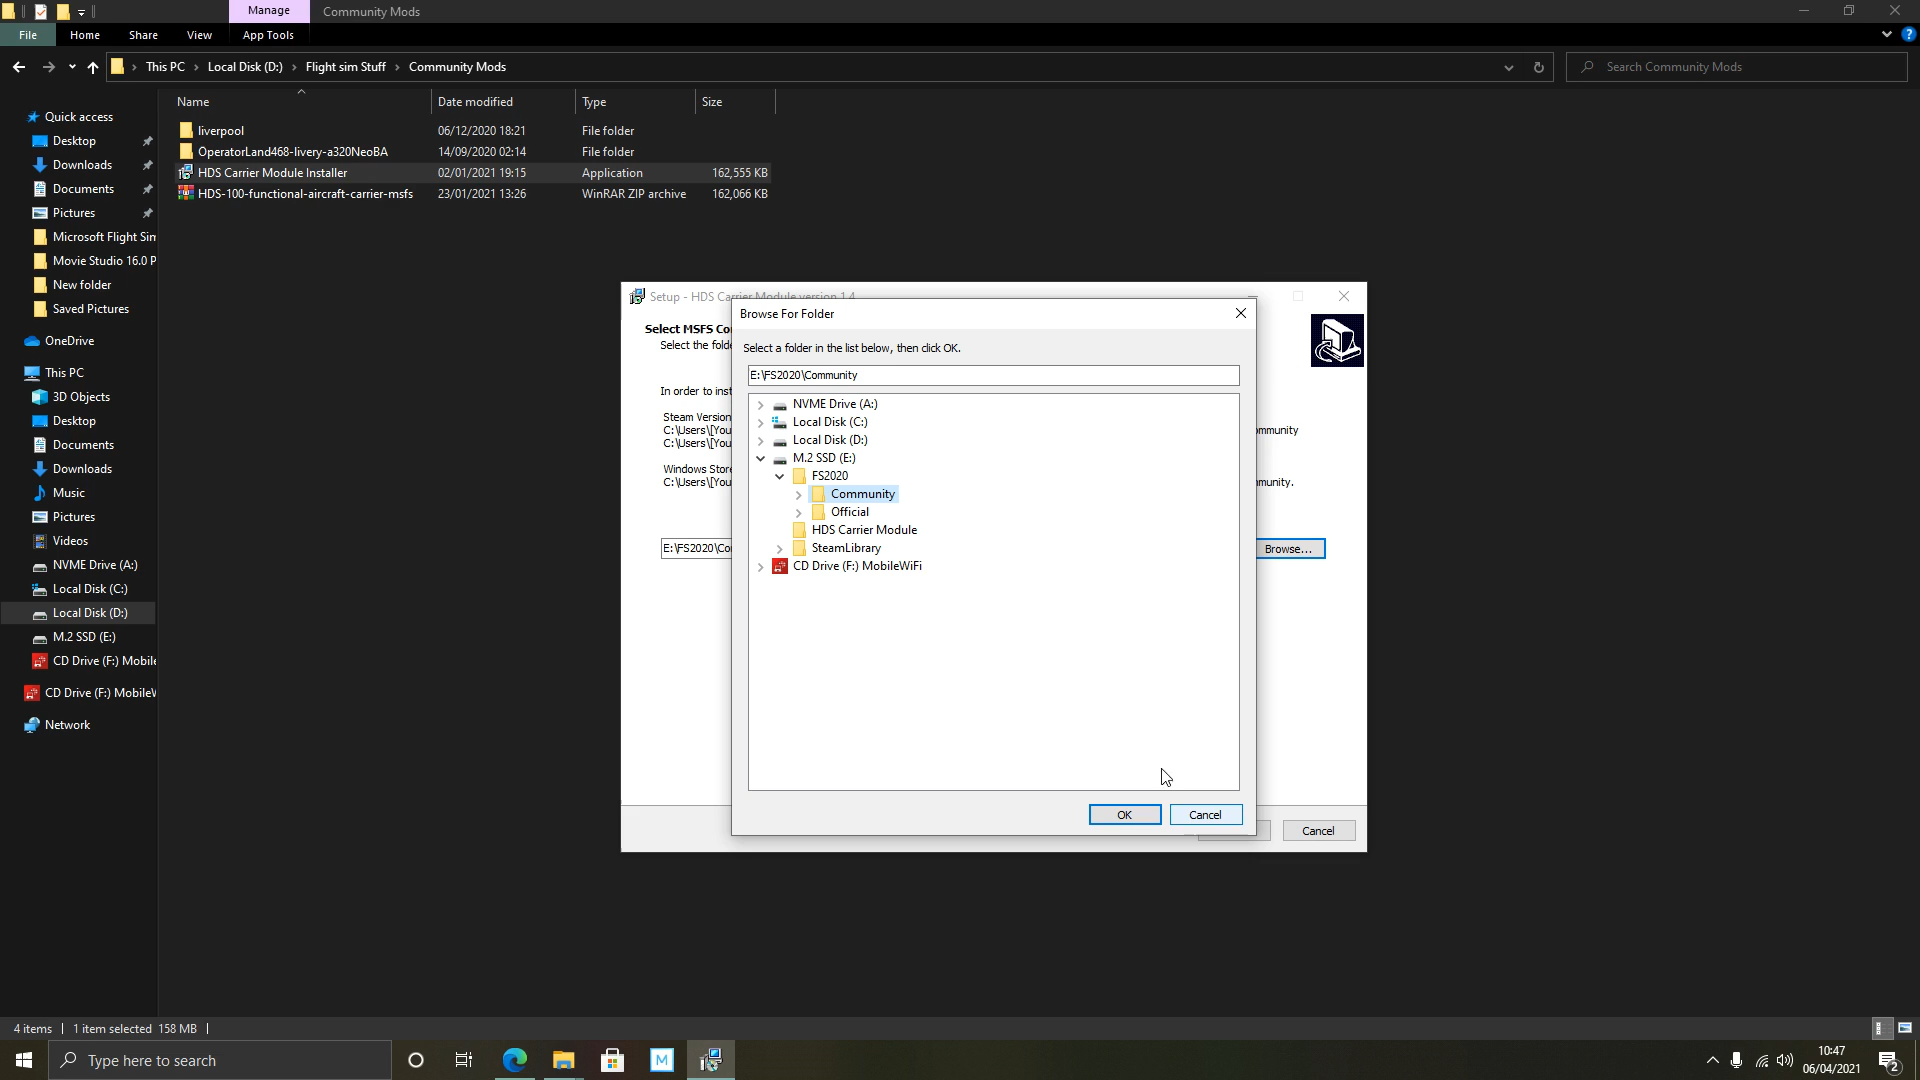 Manage
Community Mods
File
Home
Share
View
App Tools
This PC
Local Disk (D:)
Flight sim Stuff
Community Mods
Search Community Mods
Name
Date modified
Type
Size
liverpool
06/12/2020 18:21
File folder
OperatorLand468-livery-a320NeoBA
14/09/2020 02:14
File folder
HDS Carrier Module Installer
02/01/2021 19:15
Application
162,555 KB
HDS-100-functional-aircraft-carrier-msfs
23/01/2021 13:26
WinRAR ZIP archive
162,066 KB
Quick access
Desktop
Downloads
Documents
Pictures
Microsoft Flight Sim
Movie Studio 16.0 P
New folder
Saved Pictures
OneDrive
This PC
3D Objects
Desktop
Documents
Downloads
Music
Pictures
Videos
NVME Drive (A:)
Local Disk (C:)
Local Disk (D:)
M.2 SSD (E:)
CD Drive (F:) Mobile
CD Drive (F:) MobileW
Network
Setup - HDS Carrier Module version 1.4
Select MSFS Co
Select the folde
In order to inst
Steam Version
C:\Users\[You
C:\Users\[You
mmunity
Windows Store
C:\Users\[You
munity.
E:\FS2020\Co
Browse...
Cancel
Browse For Folder
Select a folder in the list below, then click OK.
E:\FS2020\Community
NVME Drive (A:)
Local Disk (C:)
Local Disk (D:)
M.2 SSD (E:)
FS2020
Community
Official
HDS Carrier Module
SteamLibrary
CD Drive (F:) MobileWiFi
OK
Cancel
4 items
1 item selected 158 MB
Type here to search
M
10:47
06/04/2021
2